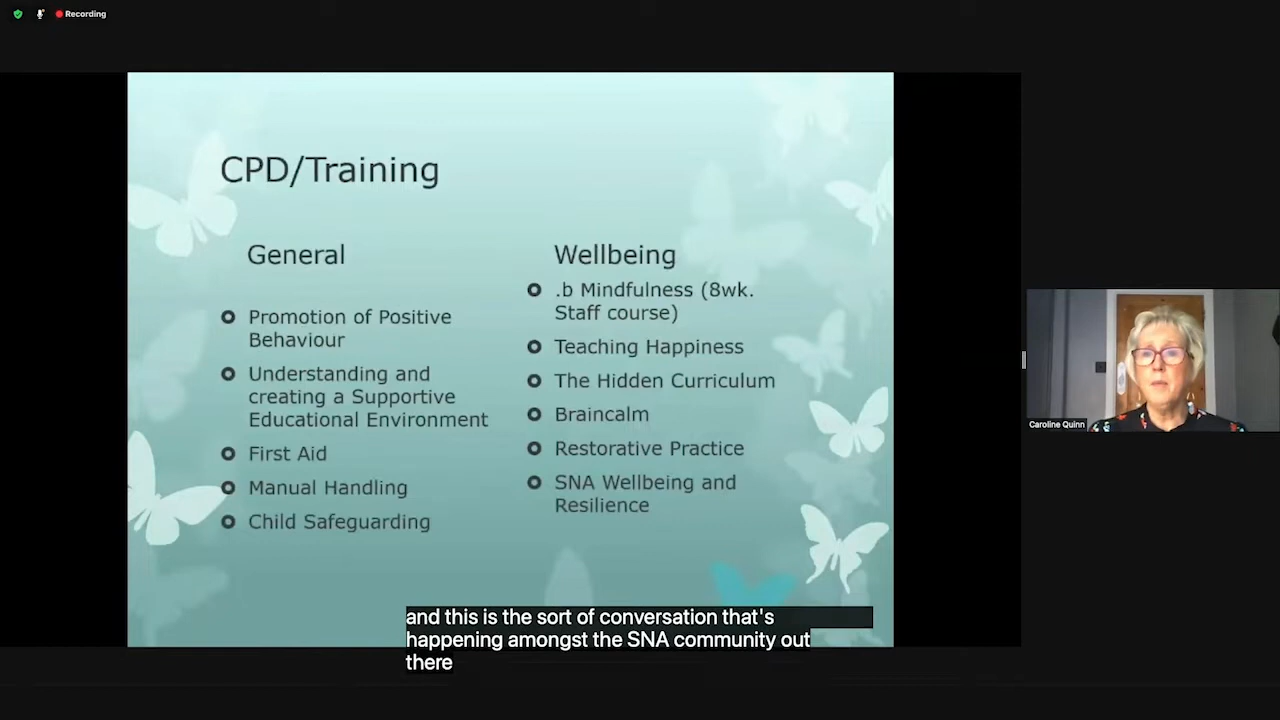 Recording
CPD/Training
General
Promotion of Positive
Behaviour
Understanding and
creating a Supportive
Educational Environment
First Aid
Manual Handling
Child Safeguarding
Wellbeing
.b Mindfulness (8wk.
Staff course)
Teaching Happiness
The Hidden Curriculum
Braincalm
Restorative Practice
SNA Wellbeing and
Resilience
Caroline Quinn
and this is the sort of conversation that's
happening amongst the SNA community out
there